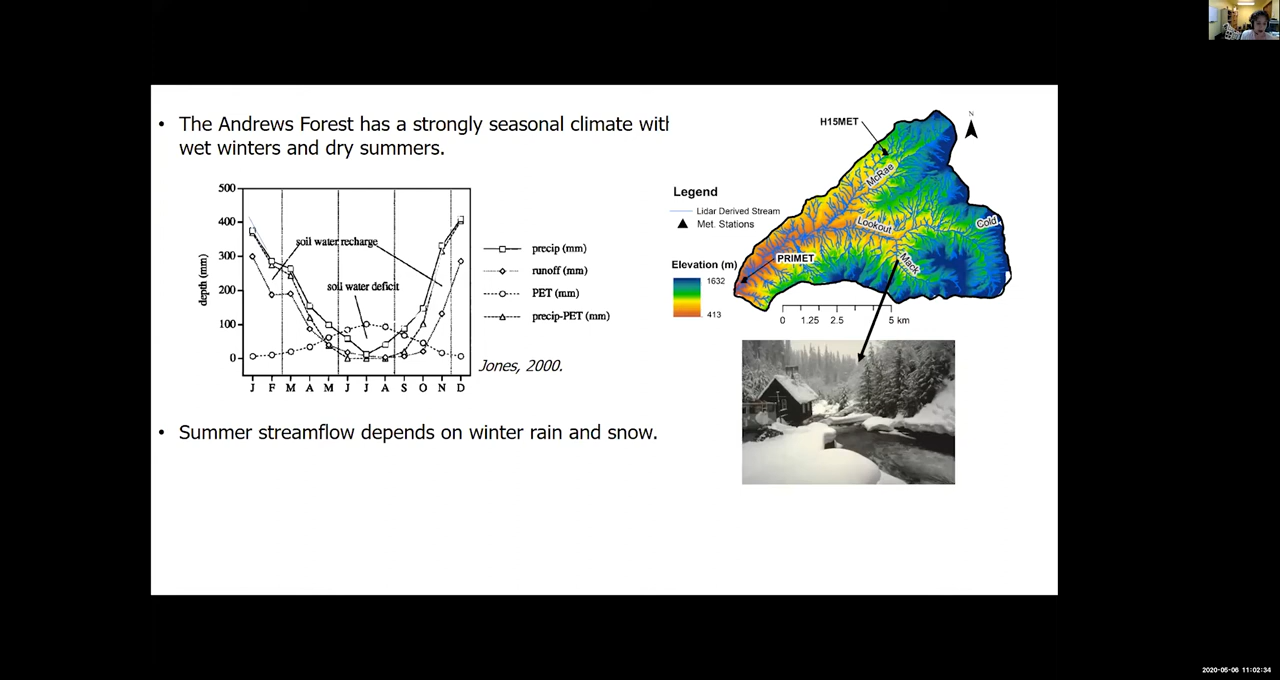 • The Andrews Forest has a strongly seasonal climate with
wet winters and dry summers.
500
400
300
200
100
0
depth (mm)
soil water recharge
soil water deficit
J F M A M J J A S O N D
precip (mm)
runoff (mm)
PET (mm)
precip-PET (mm)
Jones, 2000.
• Summer streamflow depends on winter rain and snow.
H15MET
N
McRae
Lookout
Cold
Mack
PRIMET
Legend
Lidar Derived Stream
Met. Stations
Elevation (m)
1632
413
0 1.25 2.5 5 km
2020-05-06 11:02:34